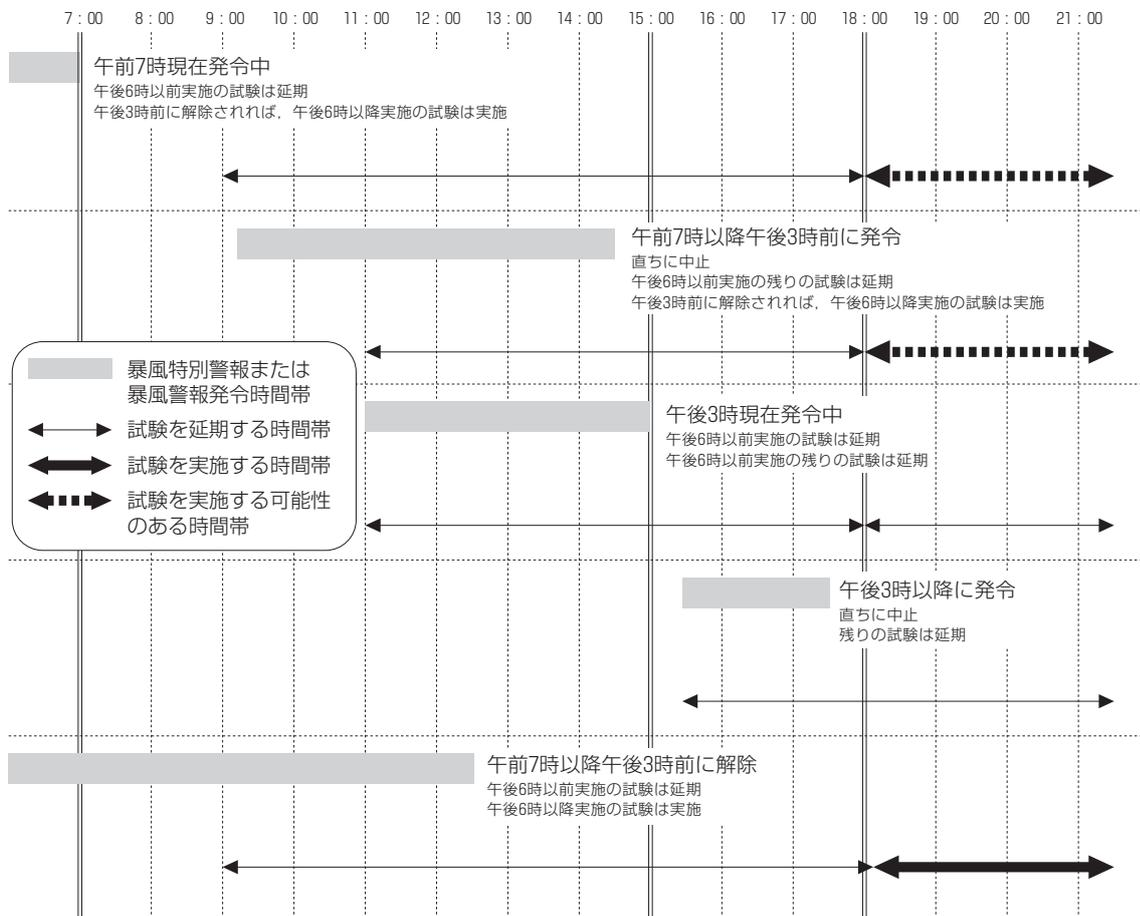 7：00 8：00 9：00 10：00 11：00 12：00 13：00 14：00 15：00 16：00 17：00 18：00 19：00 20：00 21：00
午前7時現在発令中
午後6時以前実施の試験は延期
午後3時前に解除されれば，午後6時以降実施の試験は実施
午前7時以降午後3時前に発令
直ちに中止
午後6時以前実施の残りの試験は延期
午後3時前に解除されれば，午後6時以降実施の試験は実施
暴風特別警報または
暴風警報発令時間帯
試験を延期する時間帯
試験を実施する時間帯
試験を実施する可能性
のある時間帯
午後3時現在発令中
午後6時以前実施の試験は延期
午後6時以前実施の残りの試験は延期
午後3時以降に発令
直ちに中止
残りの試験は延期
午前7時以降午後3時前に解除
午後6時以前実施の試験は延期
午後6時以降実施の試験は実施